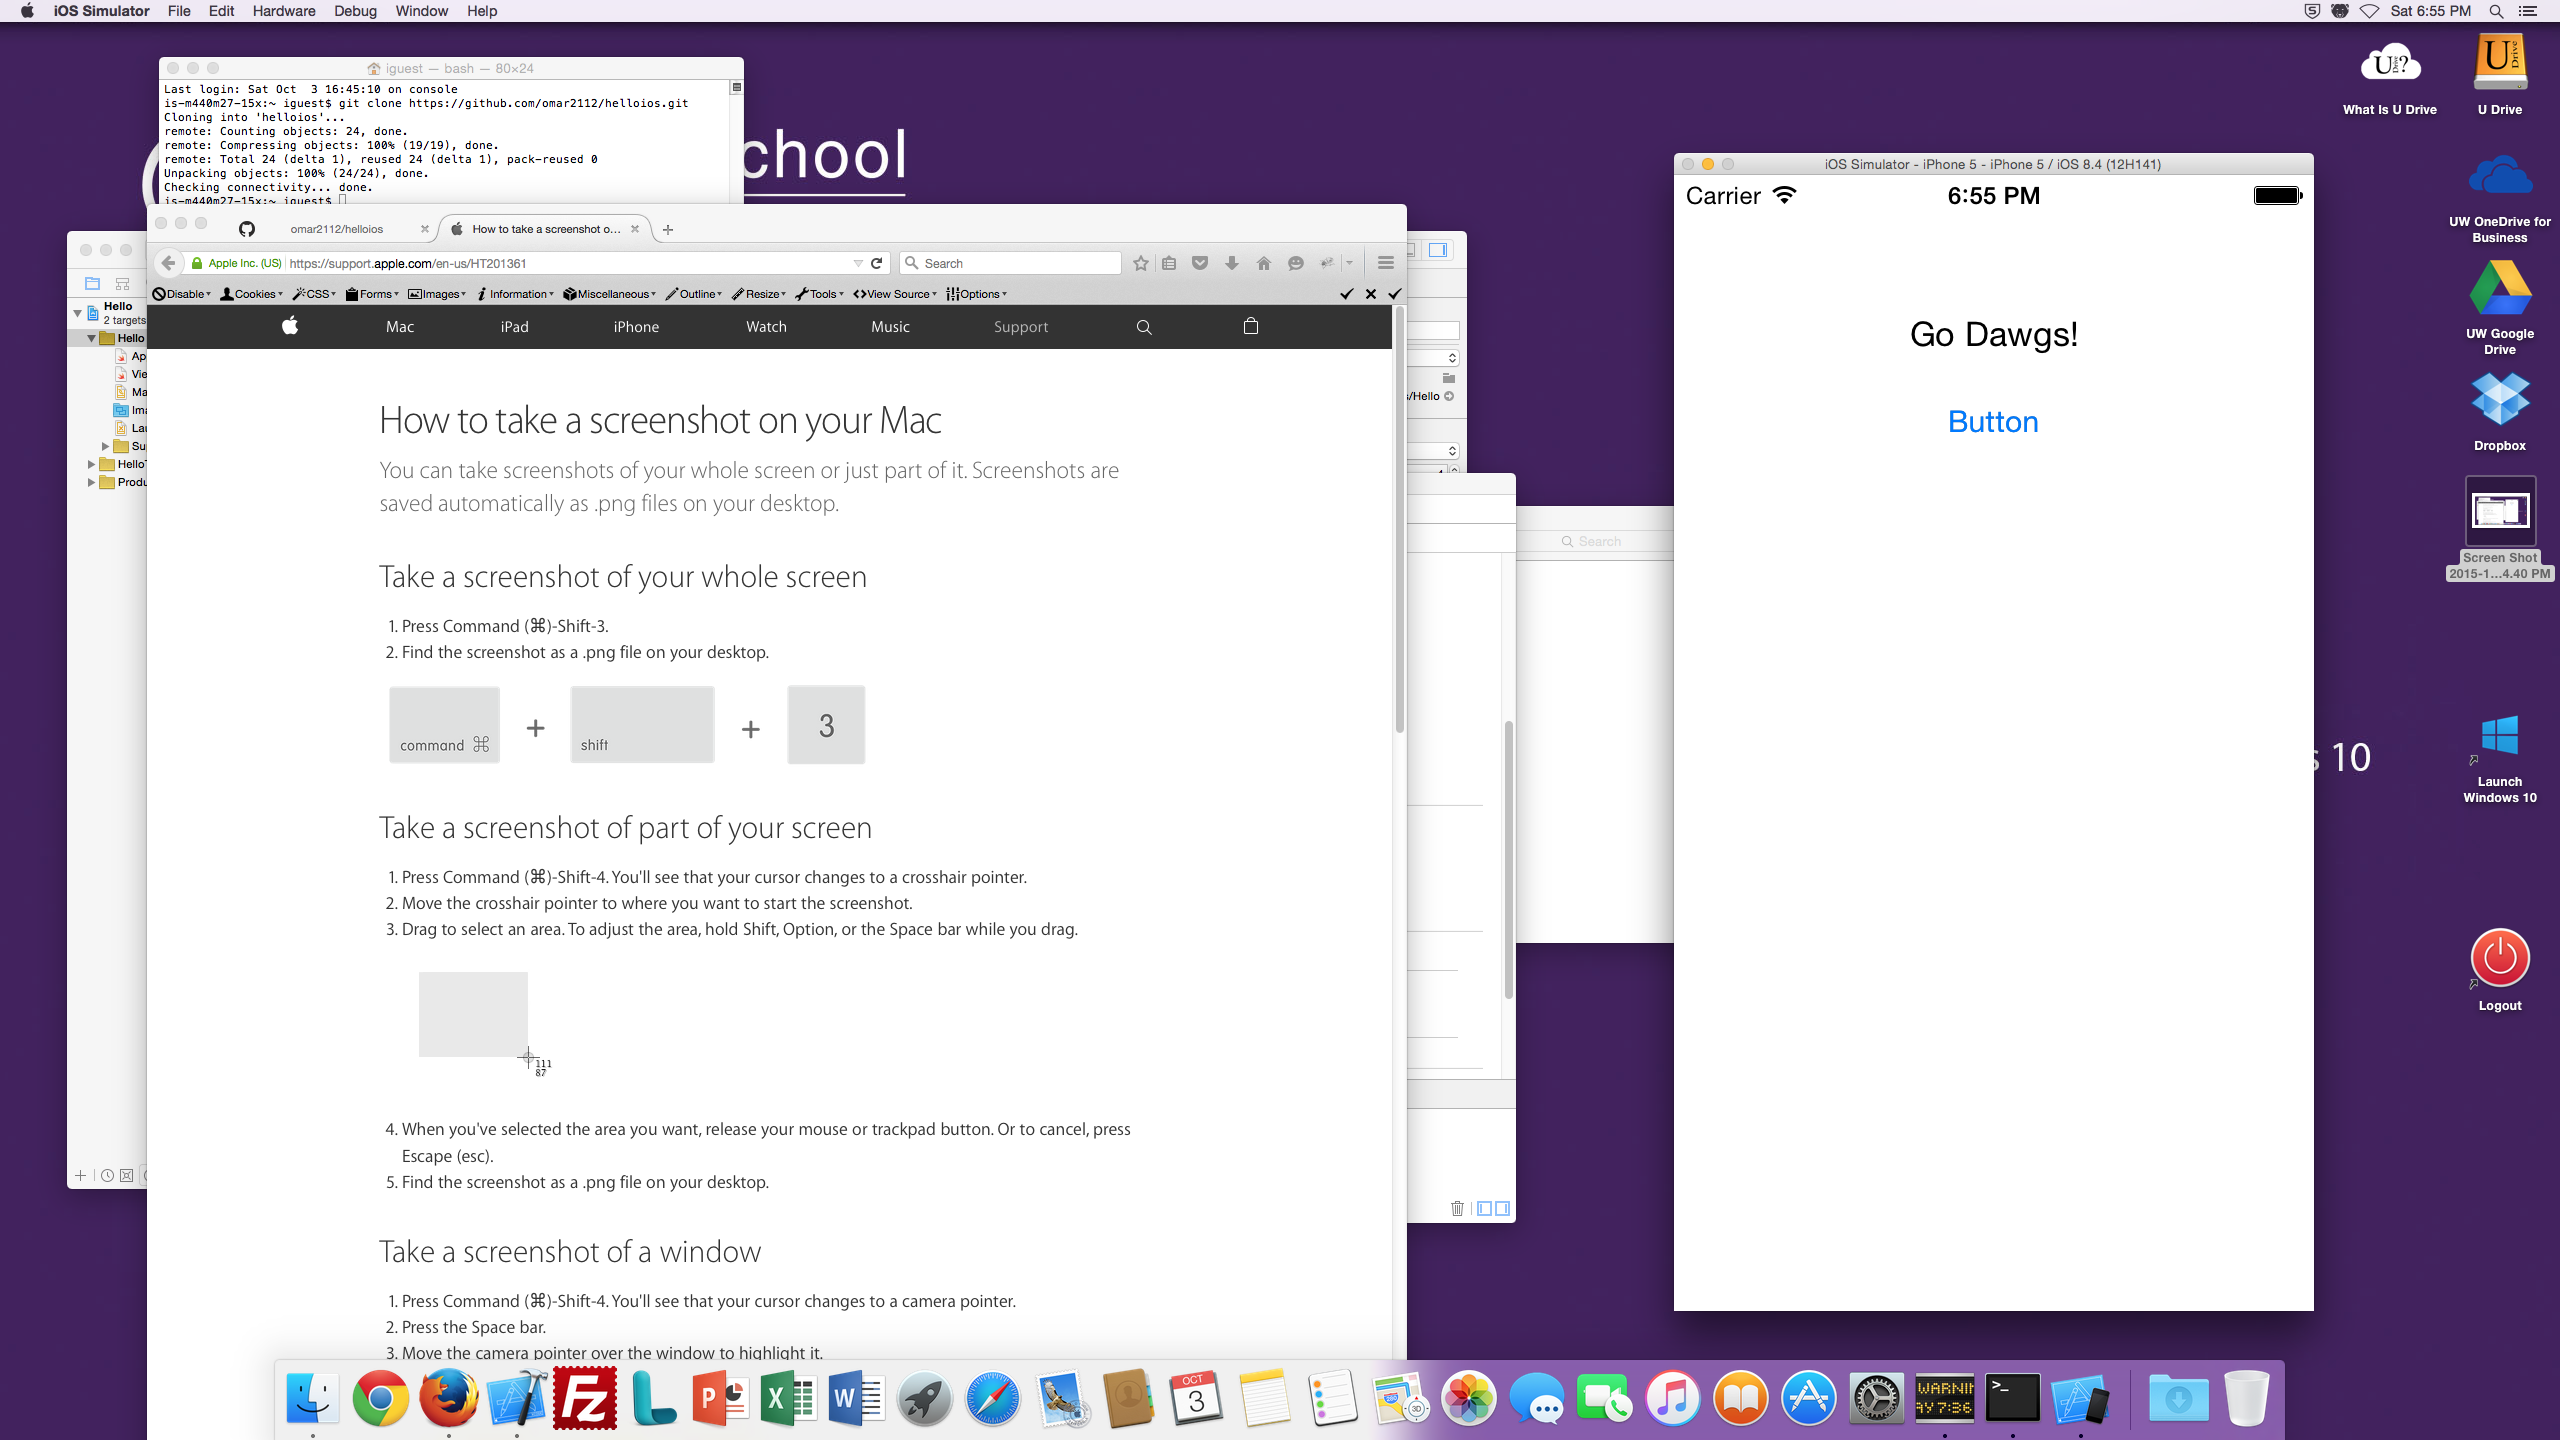 iOS Simulator File Edit Hardware Debug Window Help
Sat 6:55 PM
iguest — bash — 80×24
Last login: Sat Oct  3 16:45:10 on console
is-m440m27-15x:~ iguest$ git clone https://github.com/omar2112/helloios.git
Cloning into 'helloios'...
remote: Counting objects: 24, done.
remote: Compressing objects: 100% (19/19), done.
remote: Total 24 (delta 1), reused 24 (delta 1), pack-reused 0
Unpacking objects: 100% (24/24), done.
Checking connectivity... done.
is-m440m27-15x:~ iguest$
chool
Hello
2 targets
Hello
Ap
Vie
Ma
Ima
Lau
Su
HelloT
Produ
omar2112/helloios
How to take a screenshot o...
Apple Inc. (US) https://support.apple.com/en-us/HT201361
Search
Disable Cookies CSS Forms Images Information Miscellaneous Outline Resize Tools View Source Options
Mac iPad iPhone Watch Music Support
How to take a screenshot on your Mac
You can take screenshots of your whole screen or just part of it. Screenshots are
saved automatically as .png files on your desktop.
Take a screenshot of your whole screen
1. Press Command (⌘)-Shift-3.
2. Find the screenshot as a .png file on your desktop.
command ⌘ + shift + 3
Take a screenshot of part of your screen
1. Press Command (⌘)-Shift-4. You'll see that your cursor changes to a crosshair pointer.
2. Move the crosshair pointer to where you want to start the screenshot.
3. Drag to select an area. To adjust the area, hold Shift, Option, or the Space bar while you drag.
111
87
4. When you've selected the area you want, release your mouse or trackpad button. Or to cancel, press
Escape (esc).
5. Find the screenshot as a .png file on your desktop.
Take a screenshot of a window
1. Press Command (⌘)-Shift-4. You'll see that your cursor changes to a camera pointer.
2. Press the Space bar.
3. Move the camera pointer over the window to highlight it.
s/Hello
Search
iOS Simulator - iPhone 5 - iPhone 5 / iOS 8.4 (12H141)
Carrier 6:55 PM
Go Dawgs!
Button
s 10
U?
What Is U Drive
U Drive
U Drive
UW OneDrive for
Business
UW Google
Drive
Dropbox
Screen Shot
2015-1...4.40 PM
Launch
Windows 10
Logout
FZ
P
X
W
OCT
3
3D
WARNIN
AY 7:36
>_